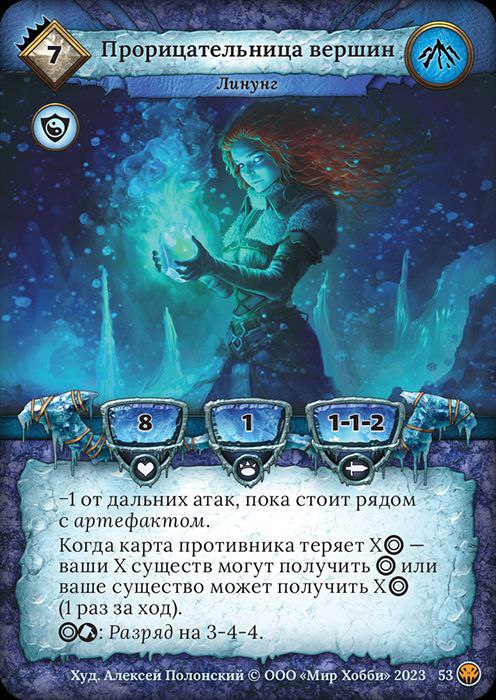 7
Прорицательница вершин
Линунг
8
1
1-1-2
−1 от дальних атак, пока стоит рядом
с артефактом.
Когда карта противника теряет X —
ваши X существ могут получить или
ваше существо может получить X
(1 раз за ход).
: Разряд на 3-4-4.
Худ. Алексей Полонский © ООО «Мир Хобби» 2023 53